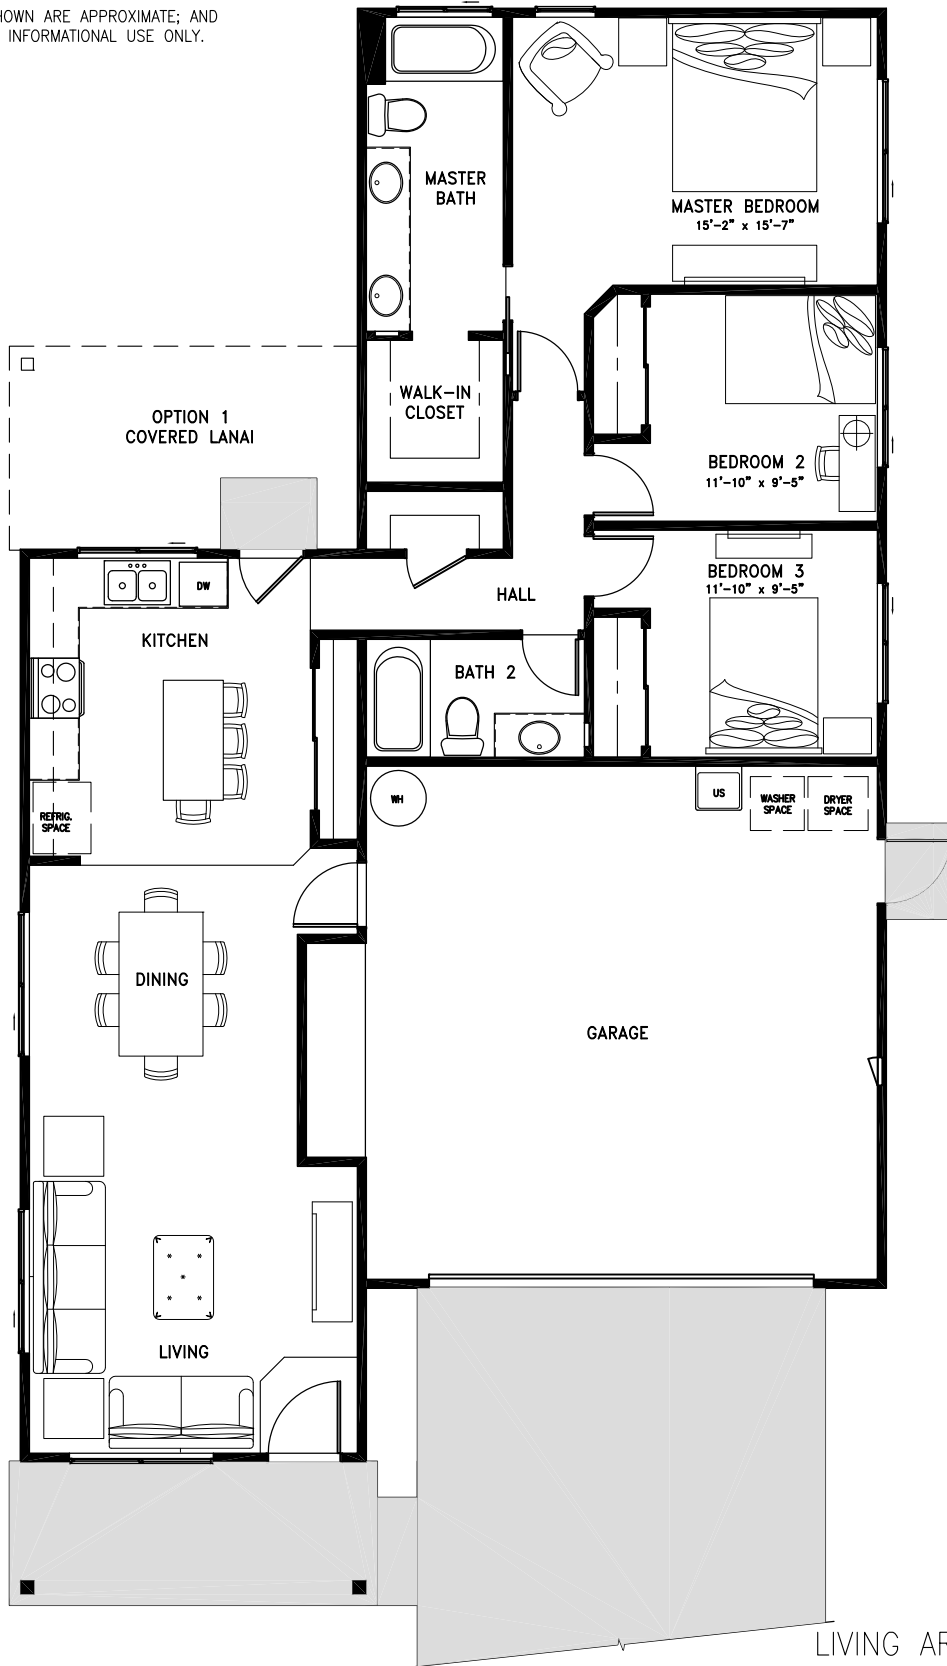 INFORMATIONAL USE ONLY.
MASTER
BATH
MASTER BEDROOM
15'-2" x 15'-7"
WALK-IN
CLOSET
OPTION 1
COVERED LANAI
BEDROOM 2
11'-10" x 9'-5"
HALL
BEDROOM 3
11'-10" x 9'-5"
DW
KITCHEN
BATH 2
REFRIG.
SPACE
WH
US
WASHER
SPACE
DRYER
SPACE
DINING
GARAGE
LIVING
ARE APPROXIMATE; AND
LIVING